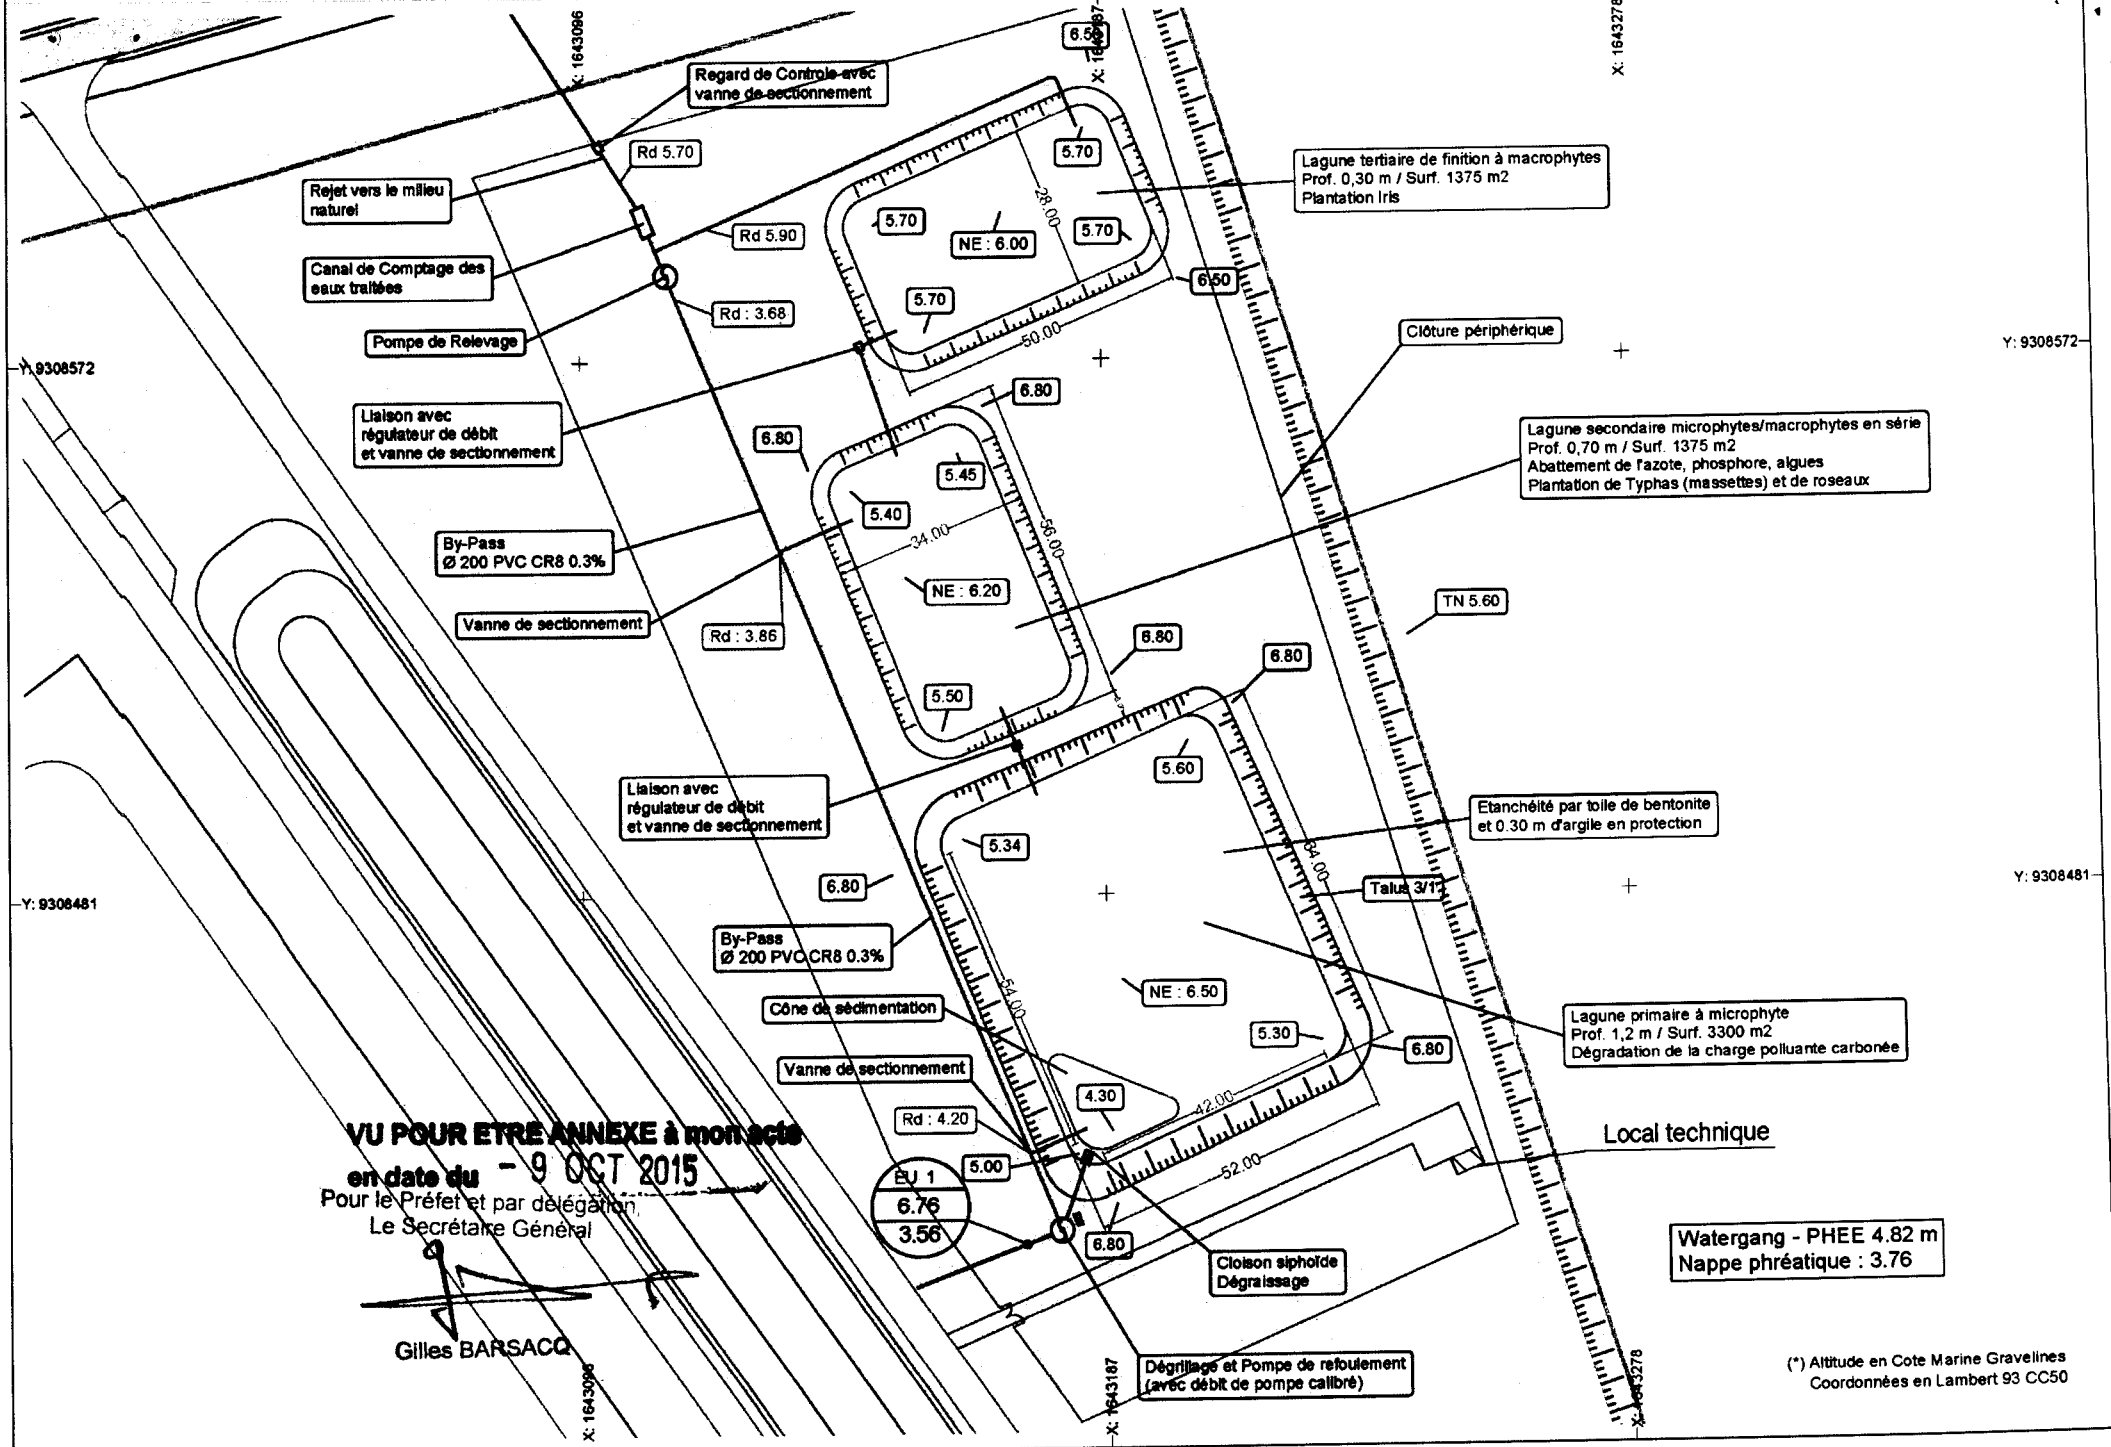 X: 1643096
X: 1643187
X: 1643278
6.50
Regard de Controle avec
vanne de sectionnement
Rd 5.70
5.70
Lagune tertiaire de finition à macrophytes
Prof. 0,30 m / Surf. 1375 m2
Plantation Iris
Rejet vers le milieu
naturel
28.00
5.70
Rd 5.90
NE : 6.00
5.70
Canal de Comptage des
eaux traitées
6.50
5.70
Rd : 3.68
Clôture périphérique
Pompe de Relevage
50.00
Y: 9308572
Y: 9308572
6.80
Liaison avec
régulateur de débit
et vanne de sectionnement
6.80
Lagune secondaire microphytes/macrophytes en série
Prof. 0,70 m / Surf. 1375 m2
Abattement de l'azote, phosphore, algues
Plantation de Typhas (massettes) et de roseaux
5.45
5.40
34.00
56.00
By-Pass
Ø 200 PVC CR8 0.3%
NE : 6.20
TN 5.60
Vanne de sectionnement
Rd : 3.86
6.80
6.80
5.50
5.60
Liaison avec
régulateur de débit
et vanne de sectionnement
Etanchéité par toile de bentonite
et 0.30 m d'argile en protection
5.34
64.00
6.80
Talus 3/1
Y: 9308481
Y: 9308481
By-Pass
Ø 200 PVC CR8 0.3%
54.00
NE : 6.50
Cône de sédimentation
Lagune primaire à microphyte
Prof. 1,2 m / Surf. 3300 m2
Dégradation de la charge polluante carbonée
5.30
6.80
Vanne de sectionnement
4.30
42.00
Rd : 4.20
VU POUR ETRE ANNEXE à mon acte
en date du - 9 OCT 2015
Pour le Préfet et par délégation,
Le Secrétaire Général
Gilles BARSACQ
Local technique
5.00
52.00
EU 1
6.76
3.56
6.80
Cloison siphoïde
Dégraissage
Watergang - PHEE 4.82 m
Nappe phréatique : 3.76
Dégrillage et Pompe de refoulement
(avec débit de pompe calibré)
(*) Altitude en Cote Marine Gravelines
Coordonnées en Lambert 93 CC50
X: 1643096
X: 1643187
X: 1643278